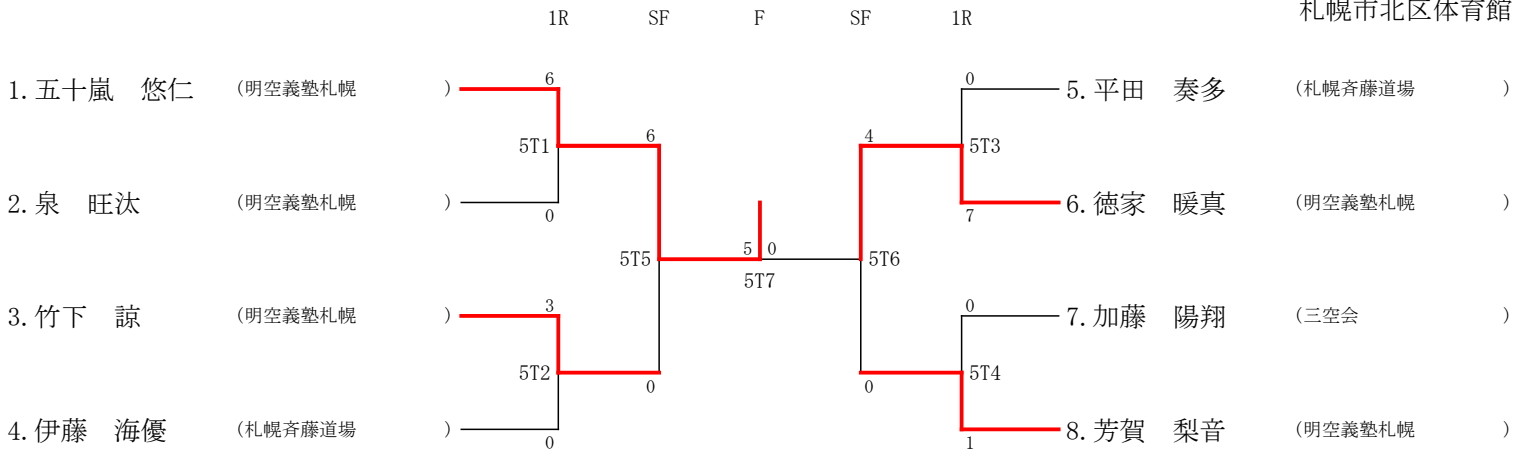 札幌市北区体育館
1R SF F SF 1R
1. 五十嵐　悠仁 (明空義塾札幌 ) 6 0 5. 平田　奏多 (札幌斉藤道場 )
5T1 6 4 5T3
2. 泉　旺汰 (明空義塾札幌 ) 0 7 6. 徳家　暖真 (明空義塾札幌 )
5T5 5 0 5T6
5T7
3. 竹下　諒 (明空義塾札幌 ) 3 0 7. 加藤　陽翔 (三空会 )
5T2 0 0 5T4
4. 伊藤　海優 (札幌斉藤道場 ) 0 1 8. 芳賀　梨音 (明空義塾札幌 )